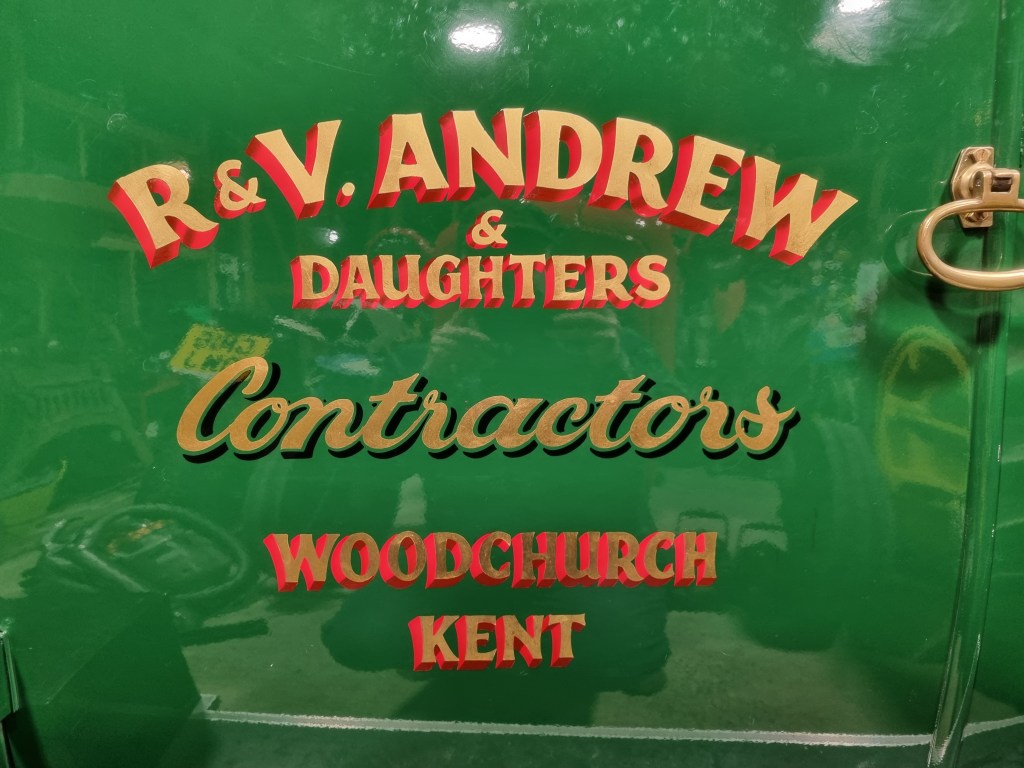 R & V. ANDREW
&
DAUGHTERS
Contractors
WOODCHURCH
KENT